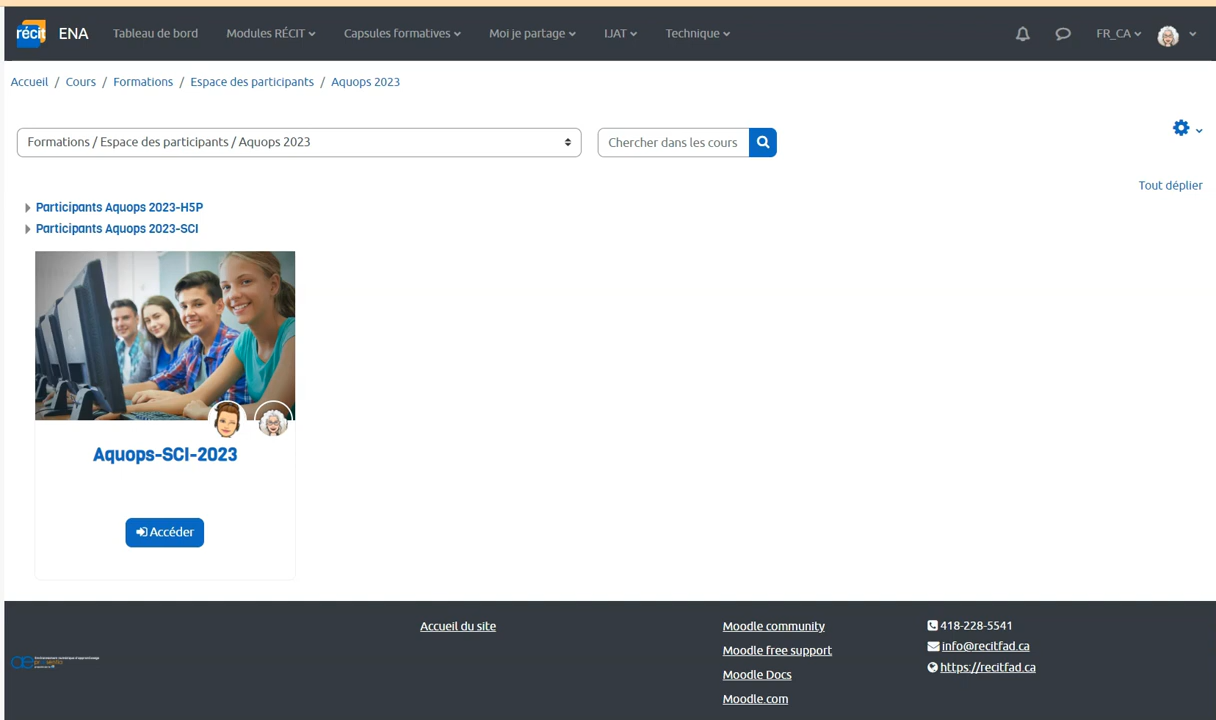 récit ENA Tableau de bord Modules RÉCIT Capsules formatives Moi je partage IJAT Technique FR_CA
Accueil / Cours / Formations / Espace des participants / Aquops 2023
Formations / Espace des participants / Aquops 2023 Chercher dans les cours
Tout déplier
Participants Aquops 2023-H5P
Participants Aquops 2023-SCI
Aquops-SCI-2023
Accéder
Accueil du site
Moodle community
Moodle free support
Moodle Docs
Moodle.com
418-228-5541
info@recitfad.ca
https://recitfad.ca